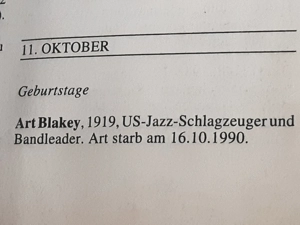 11. OKTOBER
Geburtstage
Art Blakey, 1919, US-Jazz-Schlagzeuger und
Bandleader. Art starb am 16.10.1990.